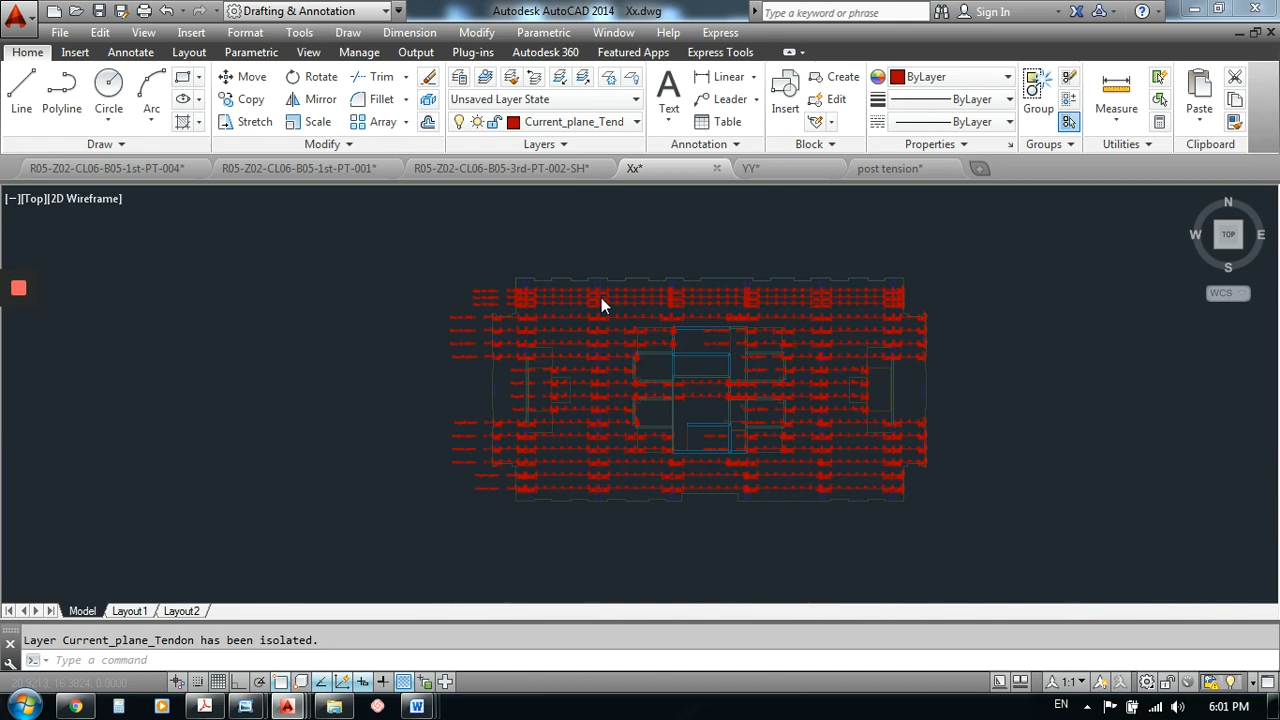 Drafting & Annotation
Autodesk AutoCAD 2014 Xx.dwg
Type a keyword or phrase
Sign In
File Edit View Insert Format Tools Draw Dimension Modify Parametric Window Help Express
Home Insert Annotate Layout Parametric View Manage Output Plug-ins Autodesk 360 Featured Apps Express Tools
Line Polyline Circle Arc
Move Rotate Trim
Copy Mirror Fillet
Stretch Scale Array
Unsaved Layer State
Current_plane_Tend
Text
Linear
Leader
Table
Insert
Create
Edit
ByLayer
ByLayer
ByLayer
Group
Measure
Paste
Draw Modify Layers Annotation Block Properties Groups Utilities Clipboard
R05-Z02-CL06-B05-1st-PT-004* R05-Z02-CL06-B05-1st-PT-001* R05-Z02-CL06-B05-3rd-PT-002-SH* Xx* YY* post tension*
[−][Top][2D Wireframe]
N
W TOP E
S
WCS
Model Layout1 Layout2
Layer Current_plane_Tendon has been isolated.
Type a command
20.9213, 16.3824, 0.0000
1:1
EN 6:01 PM